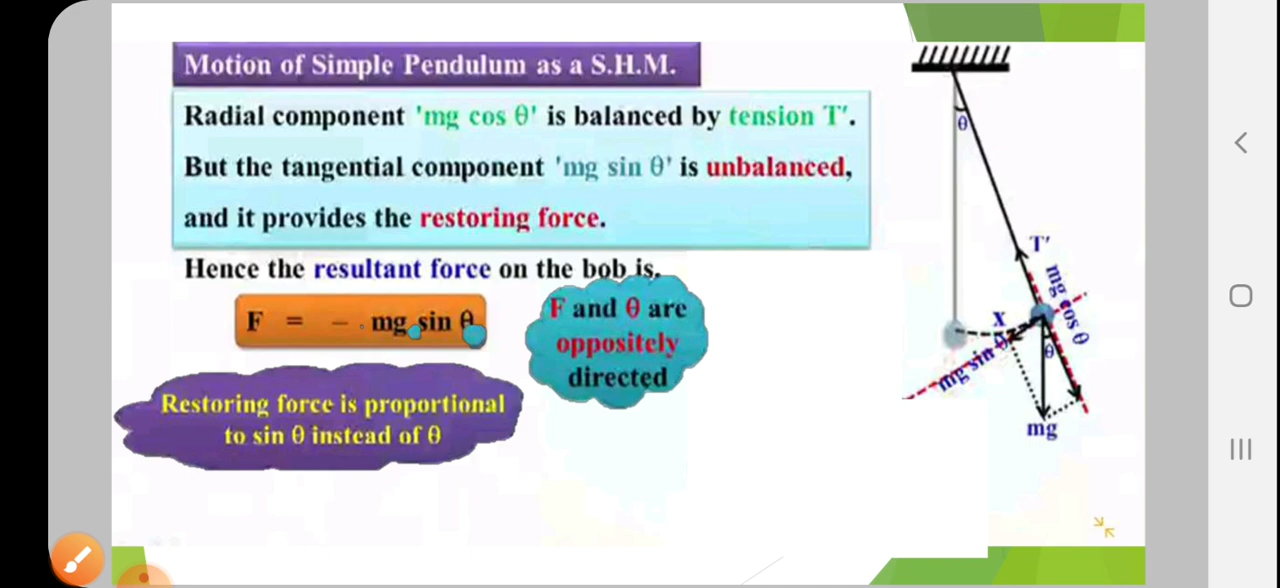 Motion of Simple Pendulum as a S.H.M.
Radial component 'mg cos θ' is balanced by tension T′.
But the tangential component 'mg sin θ' is unbalanced,
and it provides the restoring force.
Hence the resultant force on the bob is,
F = - mg sin θ
F and θ are
oppositely
directed
Restoring force is proportional
to sin θ instead of θ
θ
T′
mg cos θ
X
mg sin θ
θ
mg